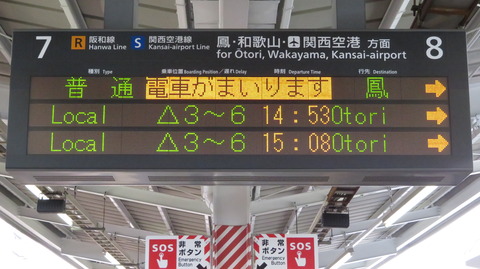 7 R 阪和線 S 関西空港線 鳳・和歌山・関西空港 方面 8
Hanwa Line Kansai-airport Line for Otori, Wakayama, Kansai-airport
種別 Type 乗車位置 Boarding Position / 遅れ Delay 時刻 Departure Time 行先 Destination
普通 電車がまいります 鳳 →
Local △3～6 14:53 Otori →
Local △3～6 15:08 Otori →
SOS 非常ボタン Emergency Button
非常ボタン Emergency Button SOS